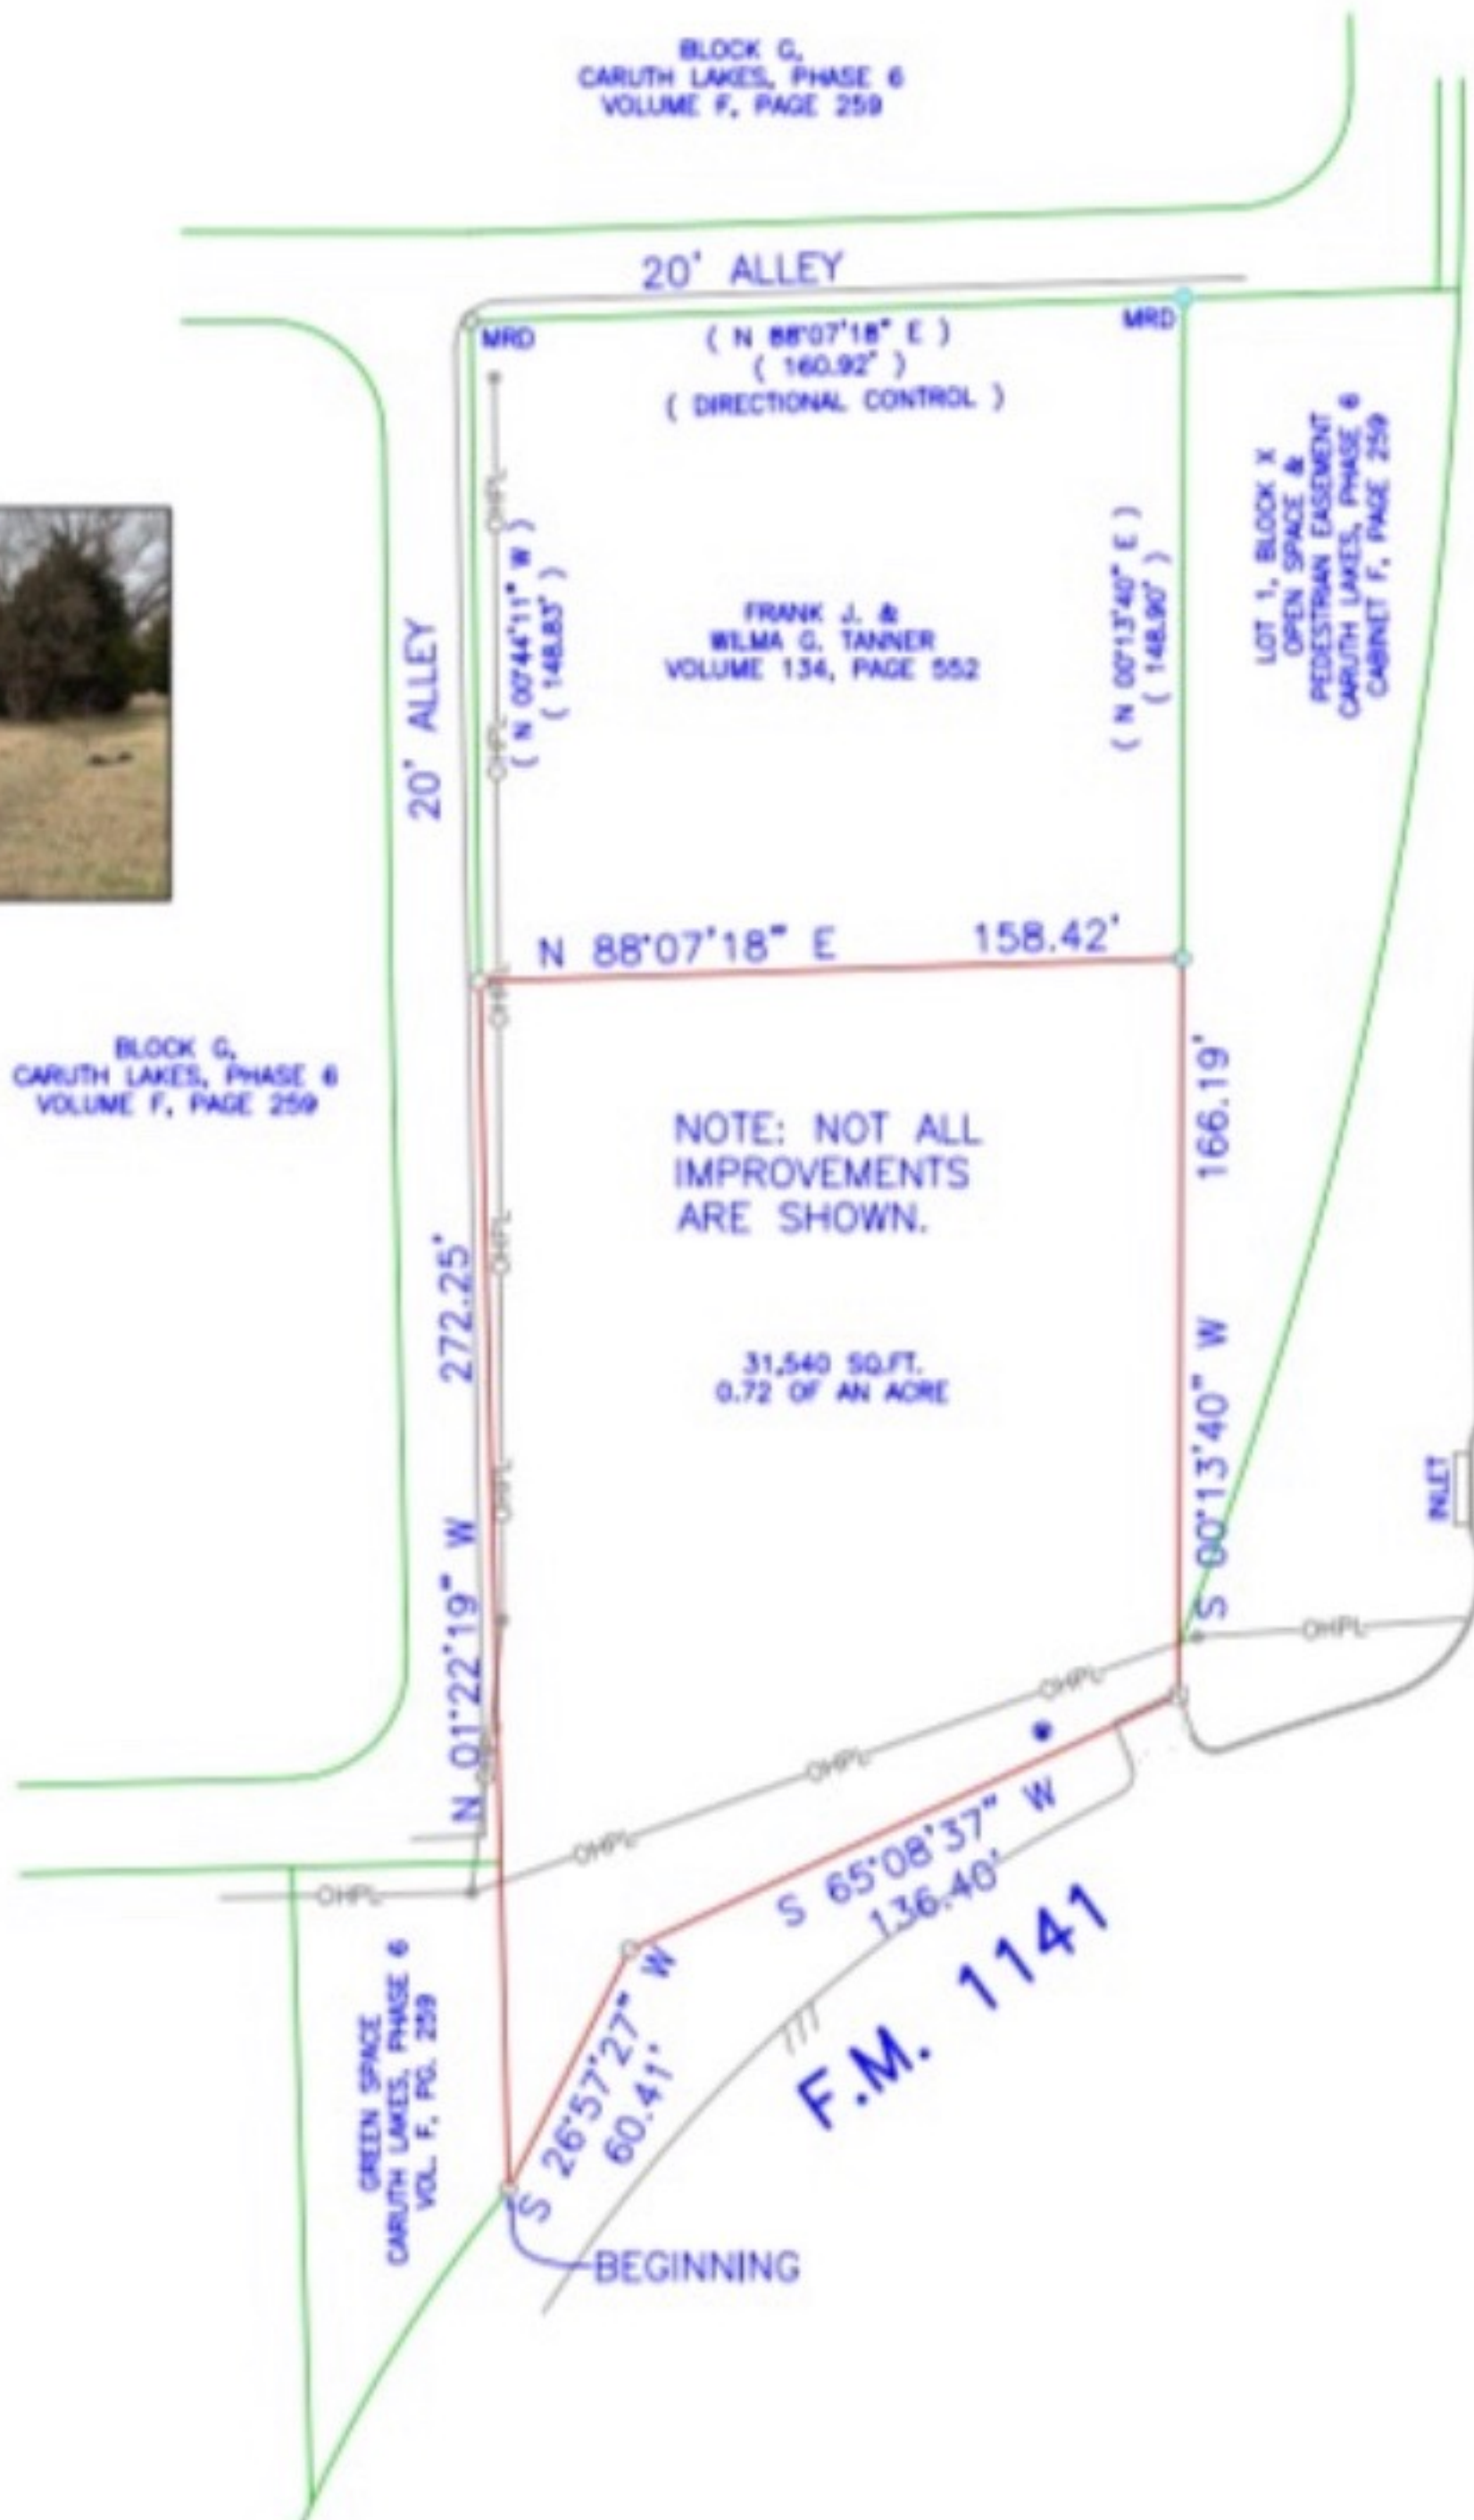 BLOCK G,
CARUTH LAKES, PHASE 6
VOLUME F, PAGE 259
20' ALLEY
MRD
MRD
( N 88°07'18" E )
( 160.92' )
( DIRECTIONAL CONTROL )
20' ALLEY
OHPL
( N 00°44'11" W )
( 148.83' )
OHPL
FRANK J. &
WILMA G. TANNER
VOLUME 134, PAGE 552
( N 00°13'40" E )
( 148.90' )
LOT 1, BLOCK X
OPEN SPACE &
PEDESTRIAN EASEMENT
CARUTH LAKES, PHASE 6
CABINET F, PAGE 259
N 88°07'18" E 158.42'
OHPL
BLOCK G,
CARUTH LAKES, PHASE 6
VOLUME F, PAGE 259
NOTE: NOT ALL
IMPROVEMENTS
ARE SHOWN.
31,540 SQ.FT.
0.72 OF AN ACRE
N 01°22'19" W 272.25'
OHPL
OHPL
S 00°13'40" W 166.19'
INLET
OHPL
OHPL
OHPL
OHPL
OHPL
S 65°08'37" W
136.40'
F.M. 1141
S 26°57'27" W
60.41'
GREEN SPACE
CARUTH LAKES, PHASE 6
VOL. F, PG. 259
BEGINNING